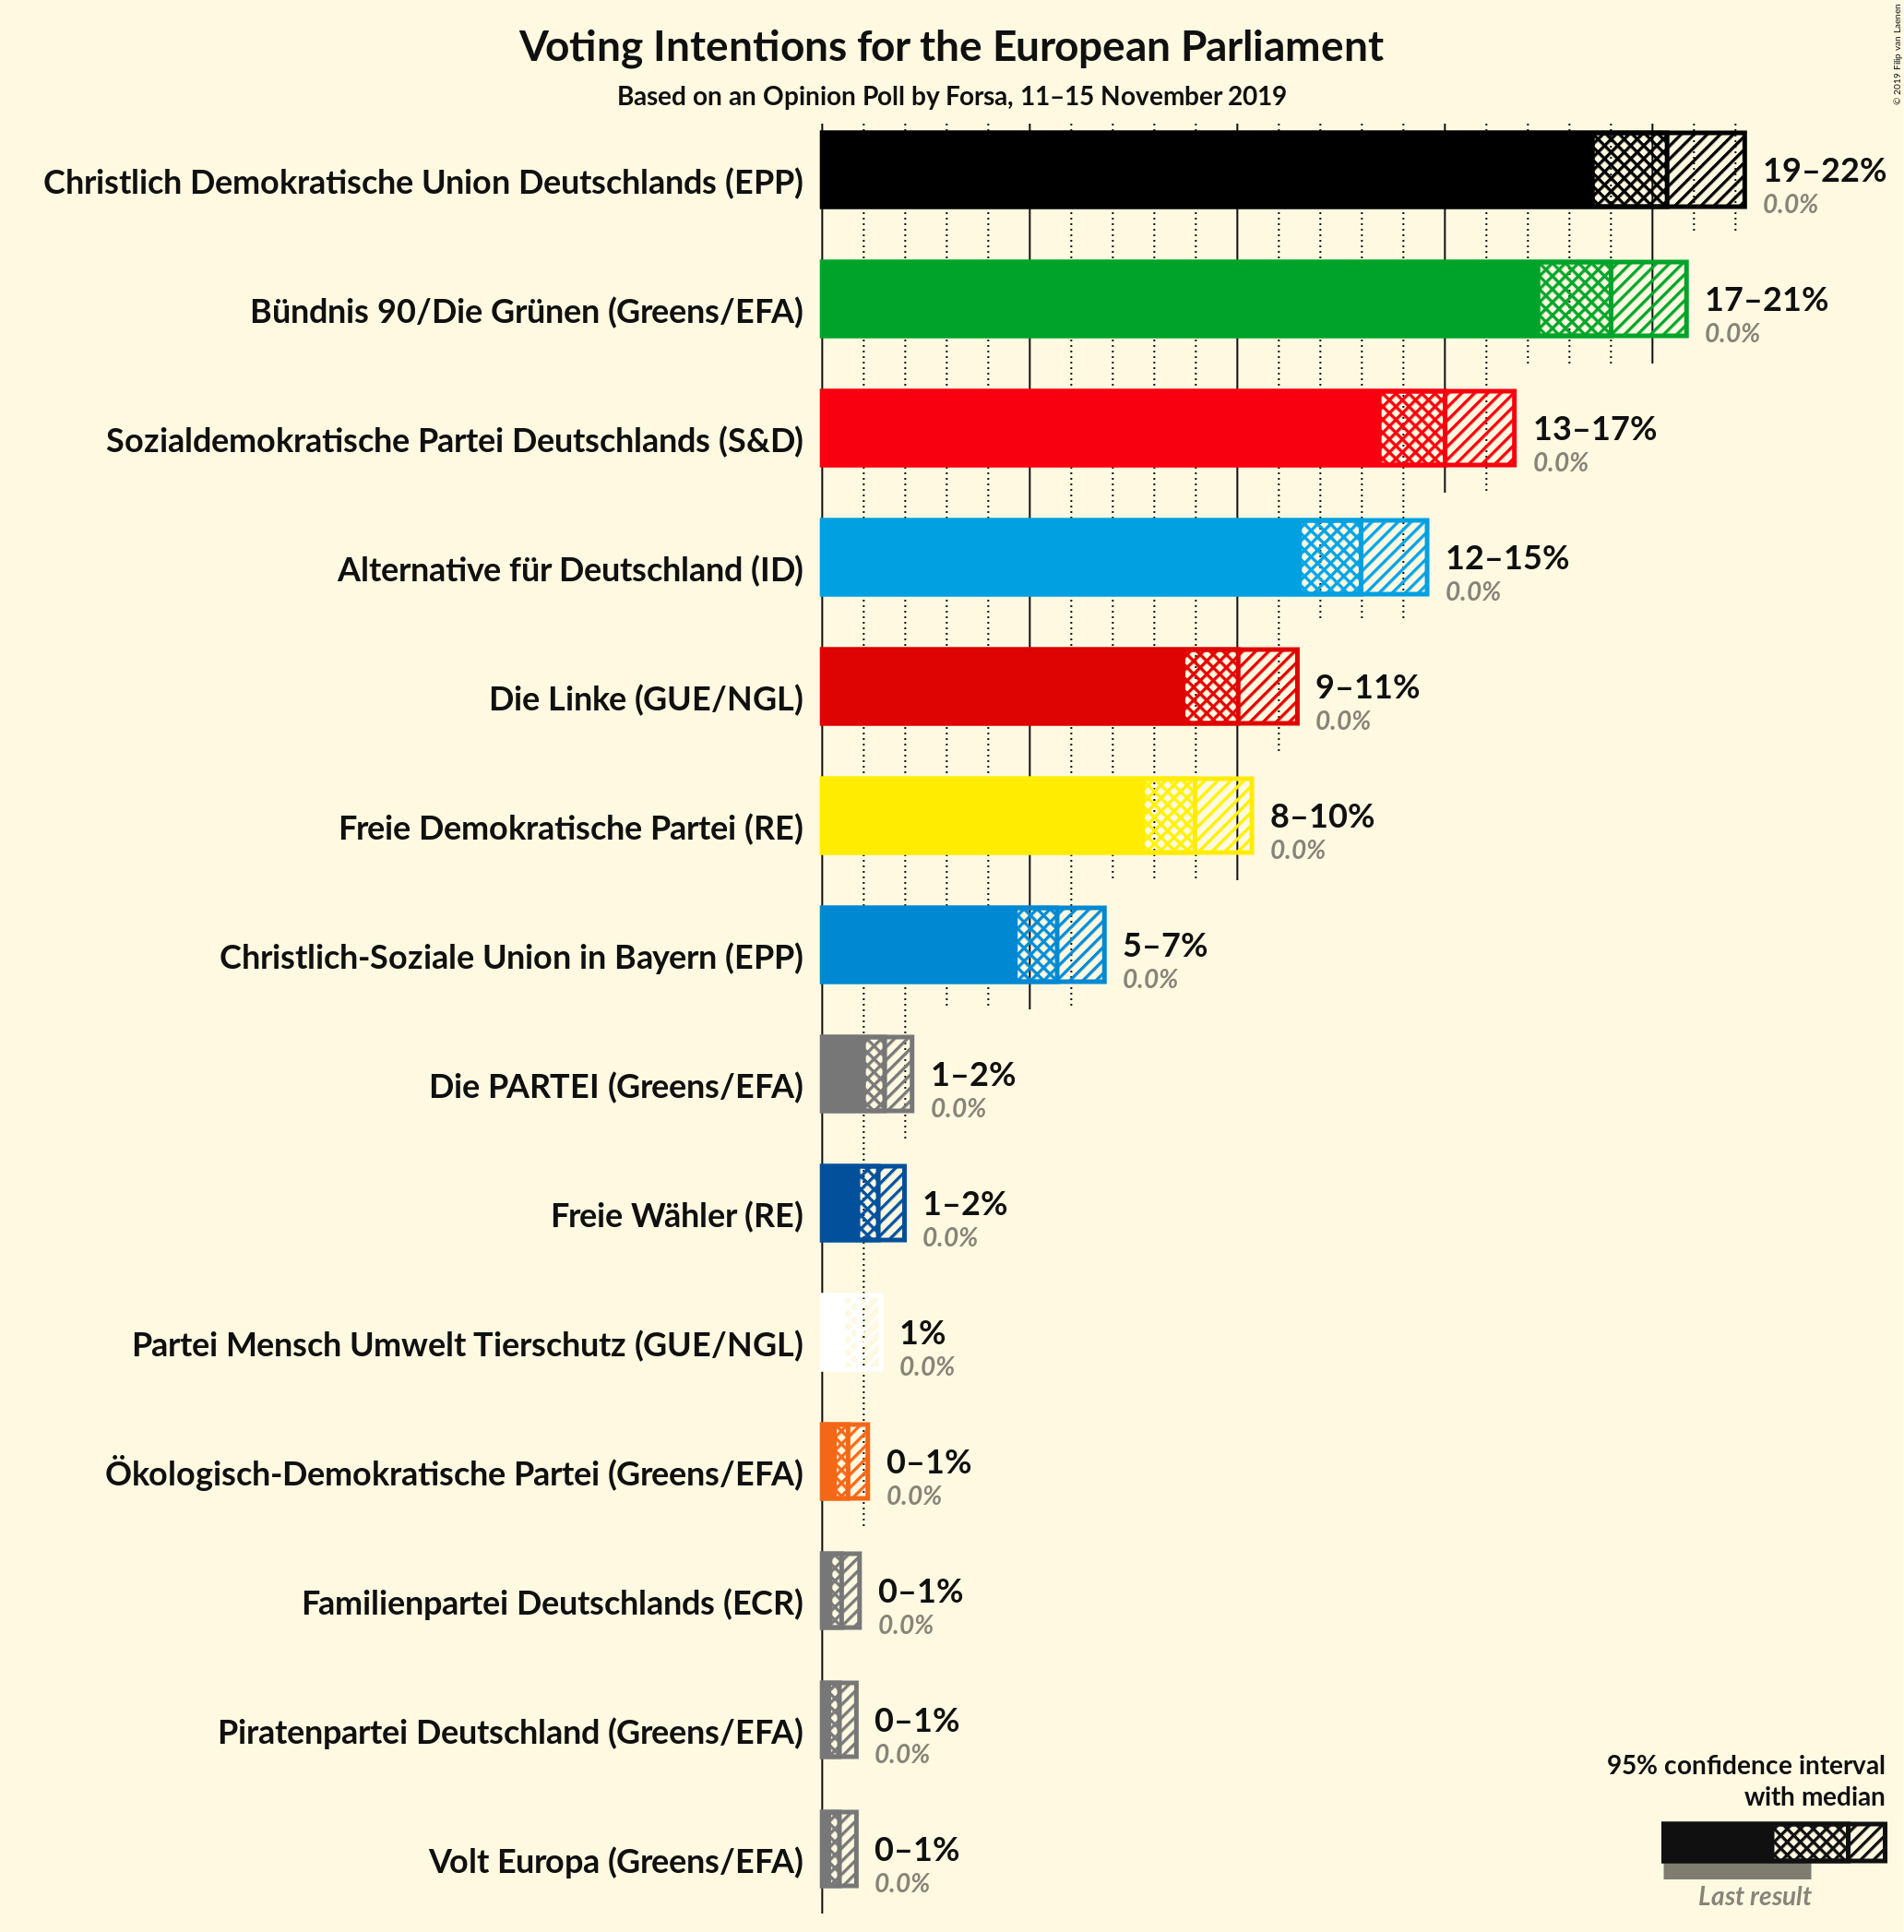 Voting Intentions for the European Parliament
Based on an Opinion Poll by Forsa, 11–15 November 2019
© 2019 Filip van Laenen
Christlich Demokratische Union Deutschlands (EPP)
19–22%
0.0%
Bündnis 90/Die Grünen (Greens/EFA)
17–21%
0.0%
Sozialdemokratische Partei Deutschlands (S&D)
13–17%
0.0%
Alternative für Deutschland (ID)
12–15%
0.0%
Die Linke (GUE/NGL)
9–11%
0.0%
Freie Demokratische Partei (RE)
8–10%
0.0%
Christlich-Soziale Union in Bayern (EPP)
5–7%
0.0%
Die PARTEI (Greens/EFA)
1–2%
0.0%
Freie Wähler (RE)
1–2%
0.0%
Partei Mensch Umwelt Tierschutz (GUE/NGL)
1%
0.0%
Ökologisch-Demokratische Partei (Greens/EFA)
0–1%
0.0%
Familienpartei Deutschlands (ECR)
0–1%
0.0%
Piratenpartei Deutschland (Greens/EFA)
0–1%
0.0%
Volt Europa (Greens/EFA)
0–1%
0.0%
95% confidence interval
with median
Last result